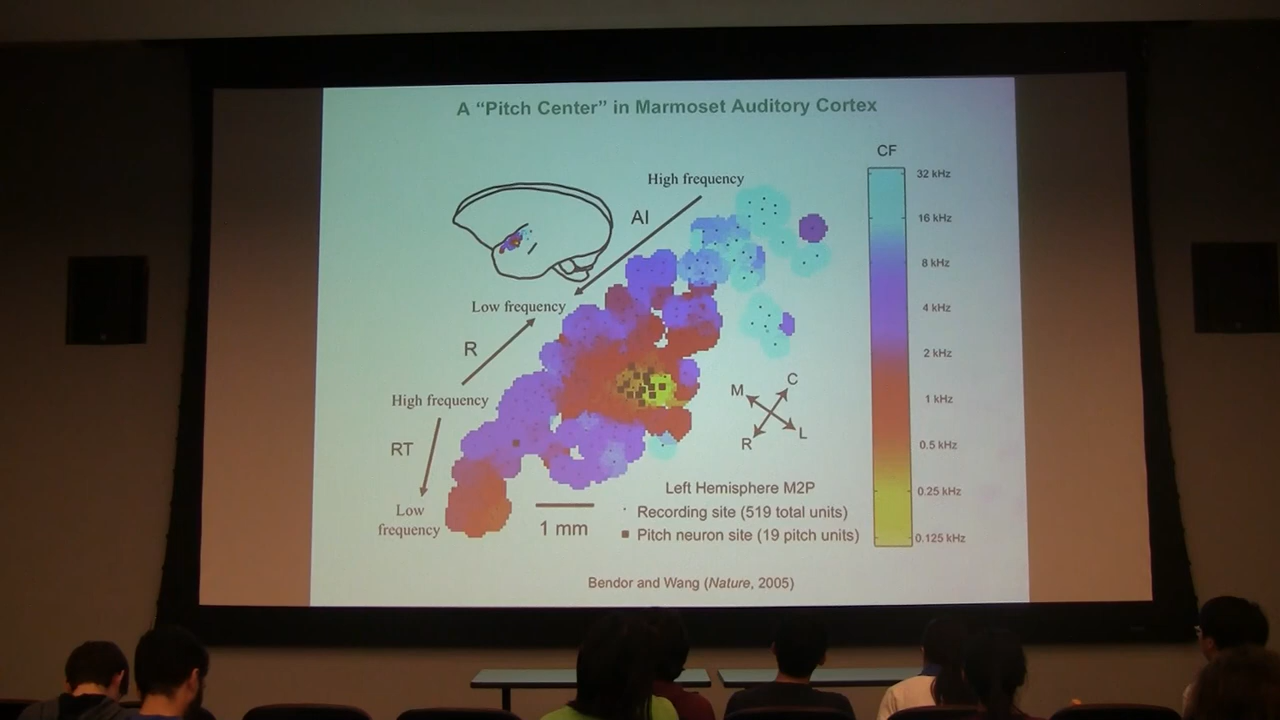 A “Pitch Center” in Marmoset Auditory Cortex
CF
High frequency
AI
32 kHz
16 kHz
8 kHz
4 kHz
2 kHz
1 kHz
0.5 kHz
0.25 kHz
0.125 kHz
Low frequency
R
High frequency
RT
Low
frequency
1 mm
M
C
R
L
Left Hemisphere M2P
Recording site (519 total units)
Pitch neuron site (19 pitch units)
Bendor and Wang (Nature, 2005)